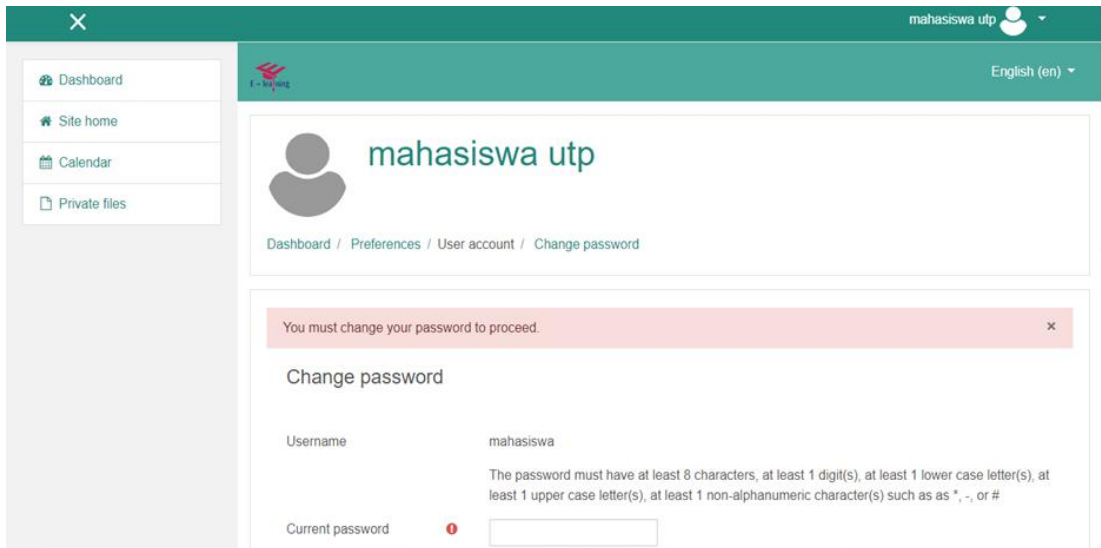 mahasiswa utp
Dashboard
Site home
Calendar
Private files
E - learning
English (en)
mahasiswa utp
Dashboard / Preferences / User account / Change password
You must change your password to proceed.
×
Change password
Username
mahasiswa
The password must have at least 8 characters, at least 1 digit(s), at least 1 lower case letter(s), at
least 1 upper case letter(s), at least 1 non-alphanumeric character(s) such as as *, -, or #
Current password